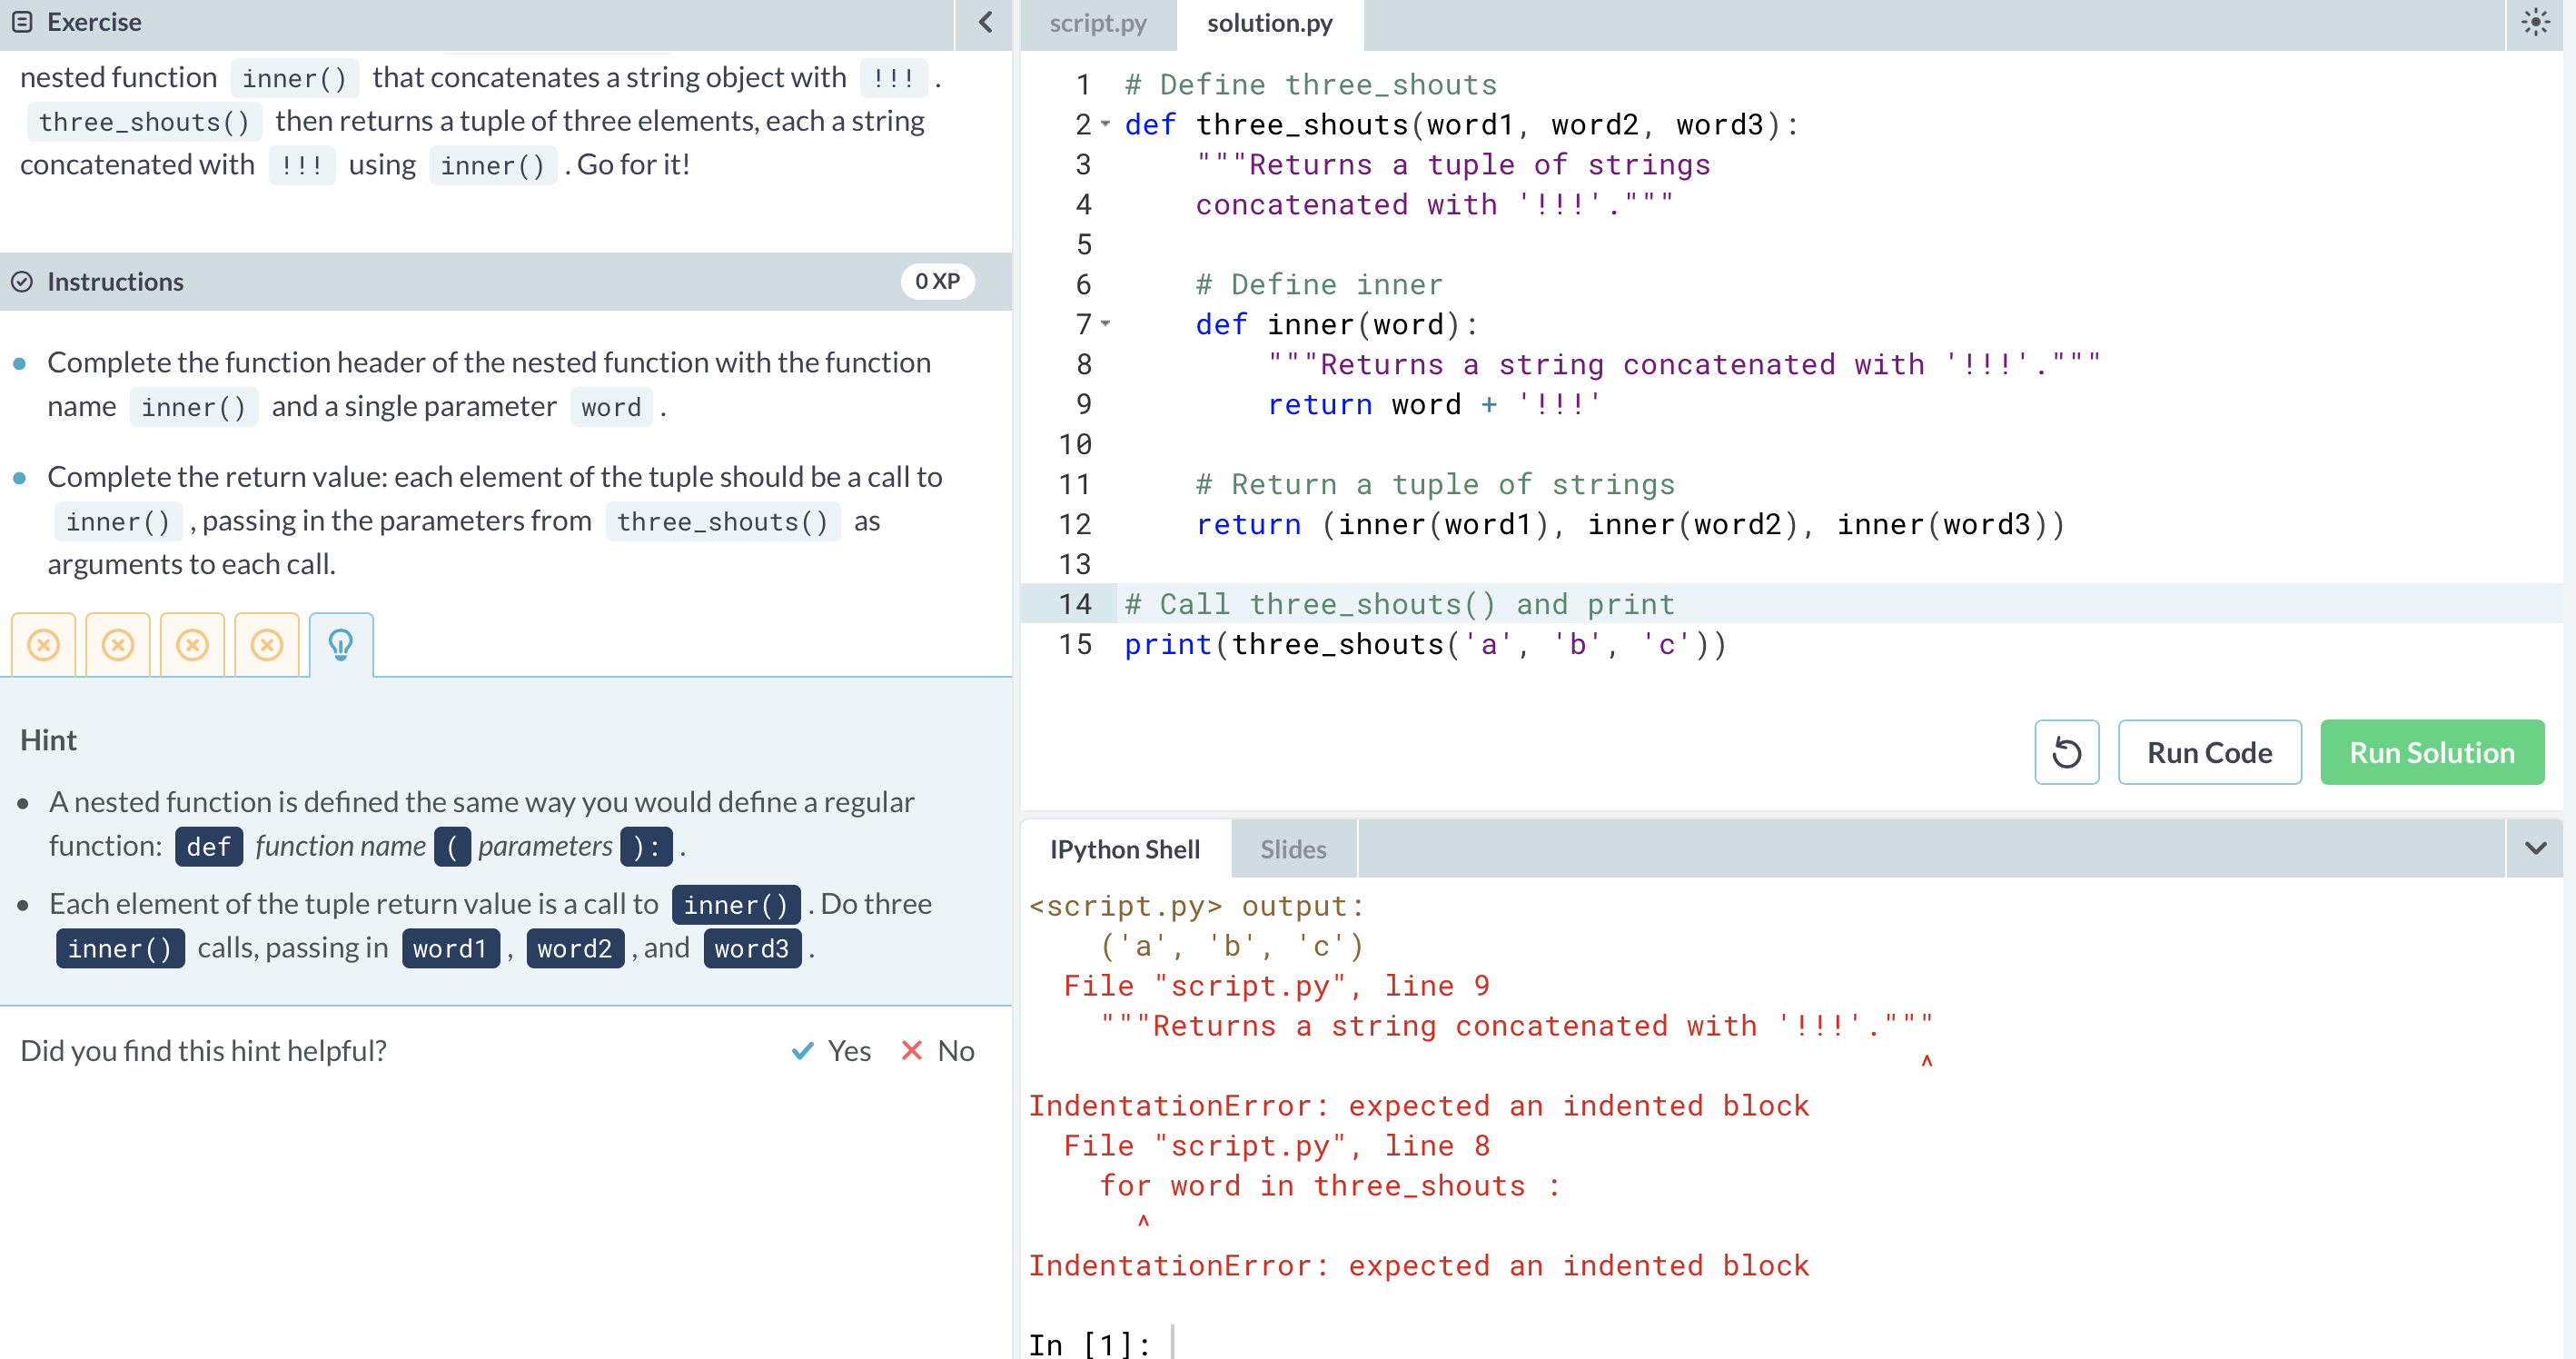 Exercise
nested function inner() that concatenates a string object with !!! .
three_shouts() then returns a tuple of three elements, each a string
concatenated with !!! using inner() . Go for it!
Instructions
0 XP
Complete the function header of the nested function with the function
name inner() and a single parameter word .
Complete the return value: each element of the tuple should be a call to
inner() , passing in the parameters from three_shouts() as
arguments to each call.
Hint
A nested function is defined the same way you would define a regular
function: def function name ( parameters ): .
Each element of the tuple return value is a call to inner() . Do three
inner() calls, passing in word1 , word2 , and word3 .
Did you find this hint helpful?
Yes
No
script.py
solution.py
1 # Define three_shouts
2 def three_shouts(word1, word2, word3):
3     """Returns a tuple of strings
4     concatenated with '!!!'."""
5
6     # Define inner
7     def inner(word):
8         """Returns a string concatenated with '!!!'."""
9         return word + '!!!'
10
11     # Return a tuple of strings
12     return (inner(word1), inner(word2), inner(word3))
13
14 # Call three_shouts() and print
15 print(three_shouts('a', 'b', 'c'))
Run Code
Run Solution
IPython Shell
Slides
<script.py> output:
    ('a', 'b', 'c')
  File "script.py", line 9
    """Returns a string concatenated with '!!!'."""
                                                  ^
IndentationError: expected an indented block
  File "script.py", line 8
    for word in three_shouts :
      ^
IndentationError: expected an indented block
In [1]: